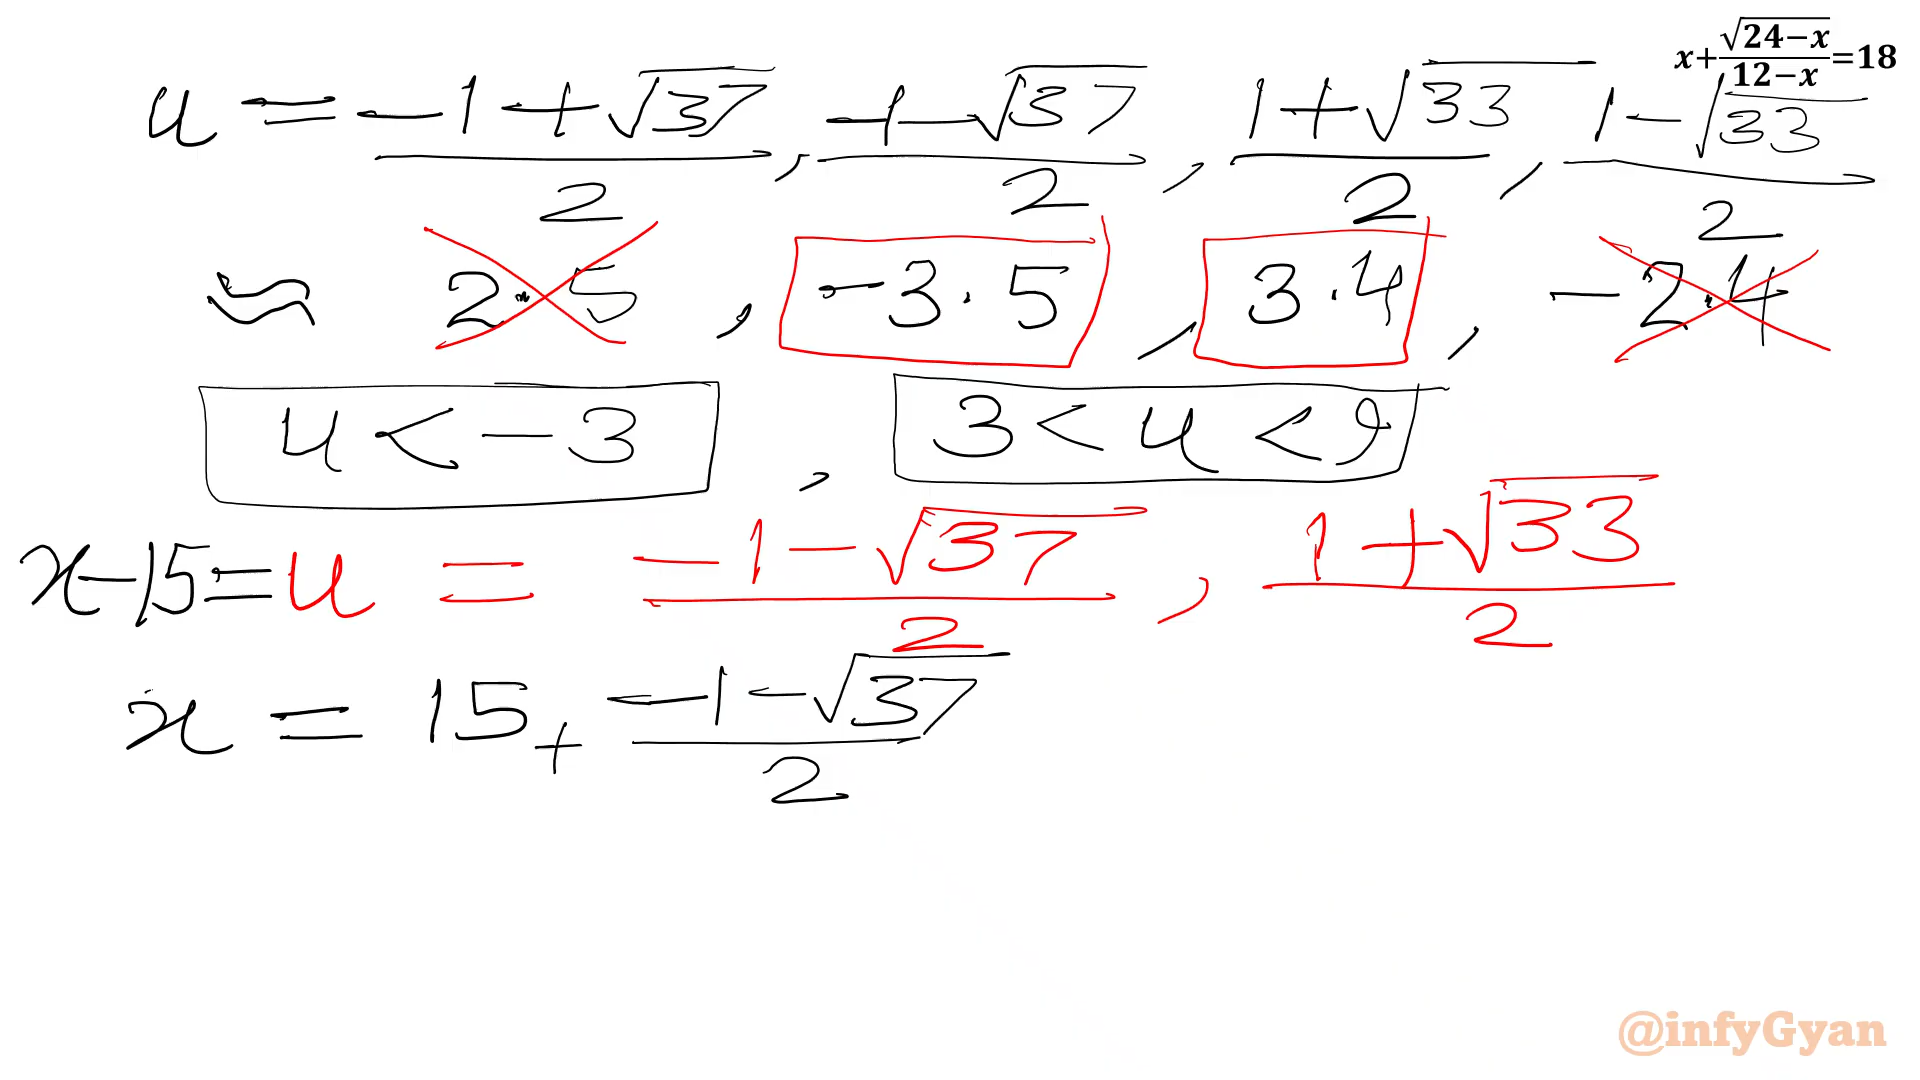 x+√(24−x)/(12−x)=18
u = (−1+√37)/2 , (−1−√37)/2 , (1+√33)/2 , (1−√33)/2
≈ 2.5 , −3.5 , 3.4 , −2.4
u < −3 , 3 < u < 9
x−15=u = (−1−√37)/2 , (1+√33)/2
x = 15 + (−1−√37)/2
@infyGyan